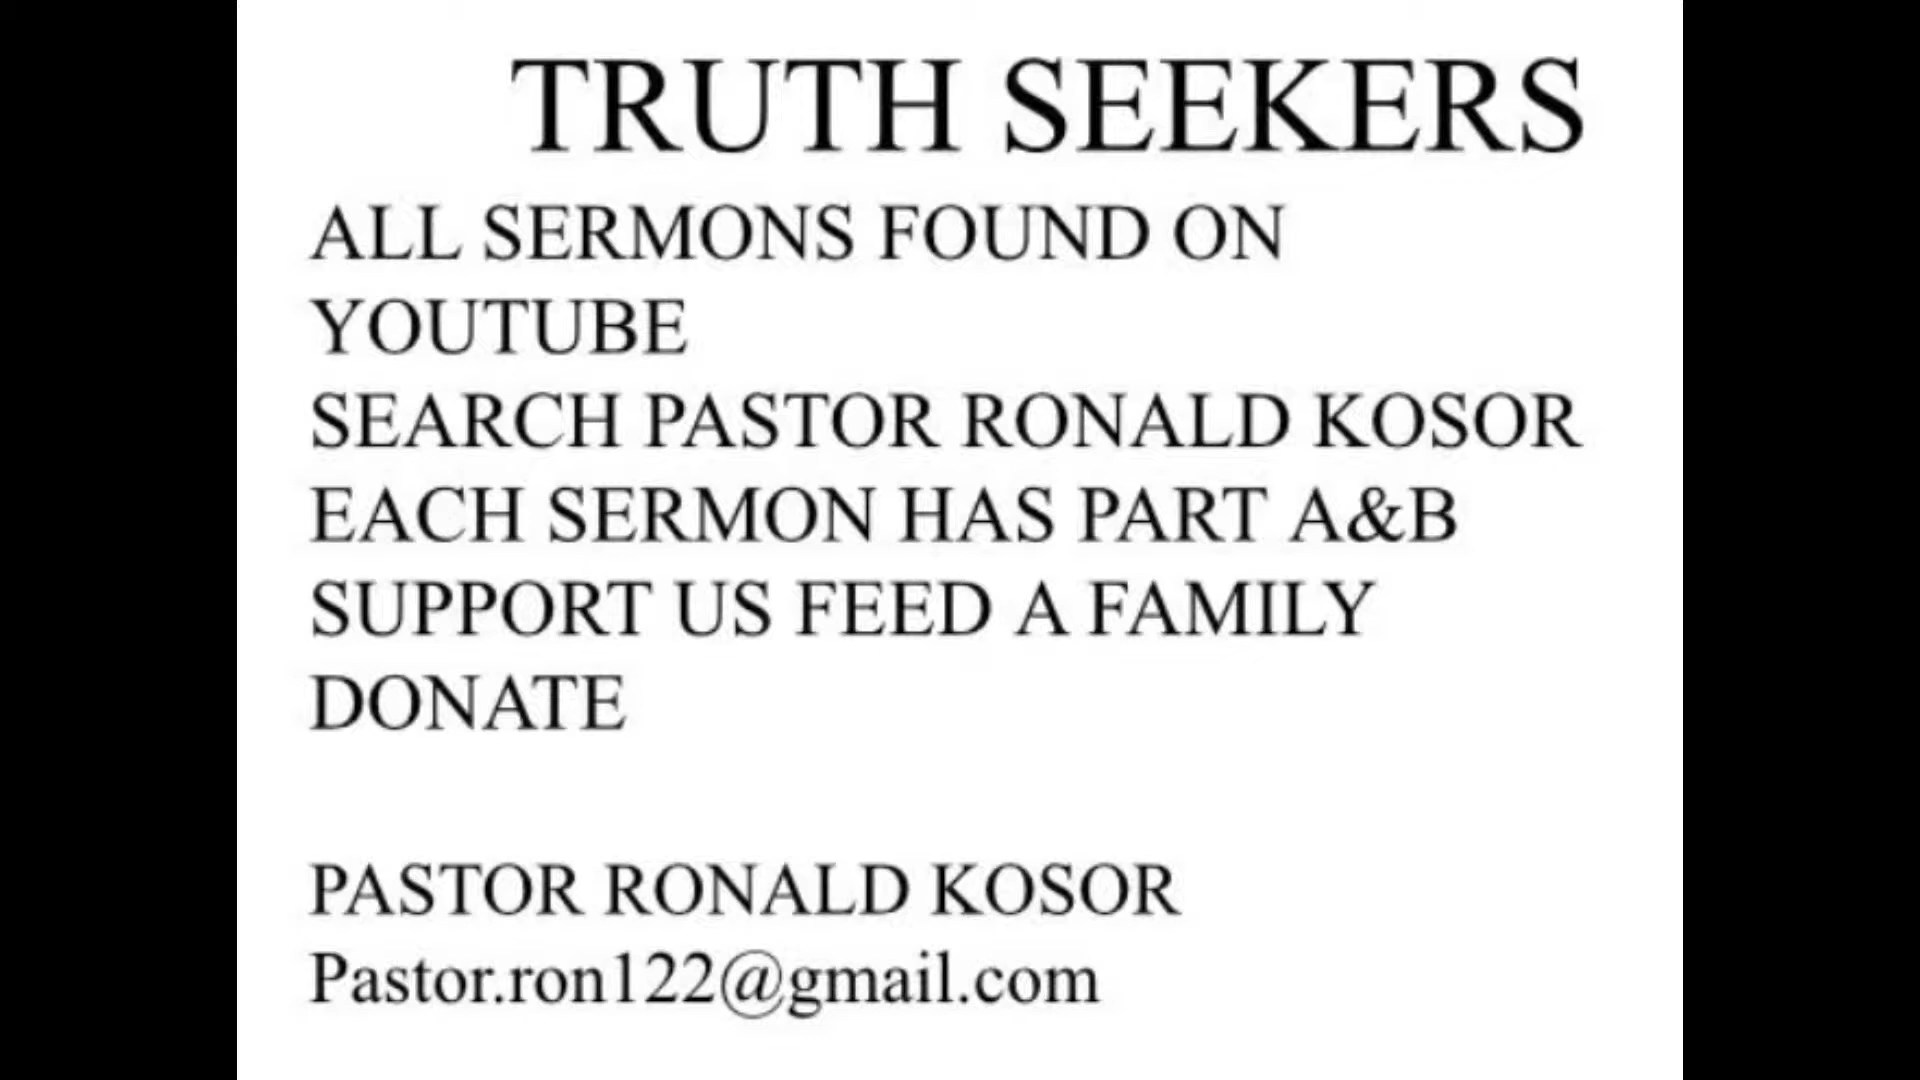 TRUTH SEEKERS
ALL SERMONS FOUND ON
YOUTUBE
SEARCH PASTOR RONALD KOSOR
EACH SERMON HAS PART A&B
SUPPORT US FEED A FAMILY
DONATE
PASTOR RONALD KOSOR
Pastor.ron122@gmail.com